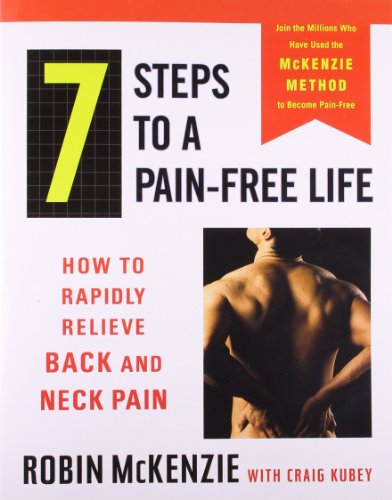 Join the Millions Who
Have Used the
McKENZIE
METHOD
to Become Pain-Free
7
STEPS
TO A
PAIN-FREE LIFE
HOW TO
RAPIDLY
RELIEVE
BACK AND
NECK PAIN
ROBIN McKENZIE WITH CRAIG KUBEY